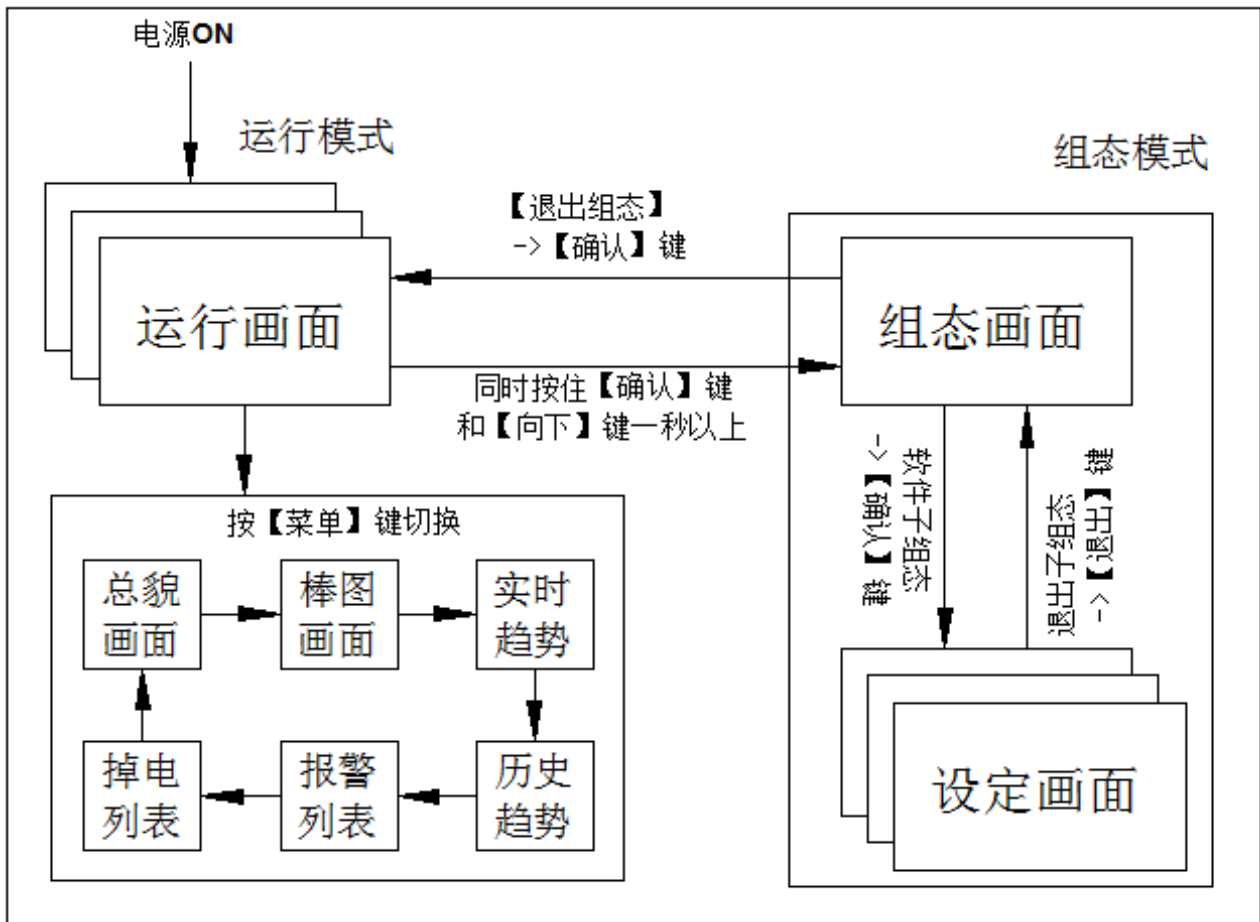 电源ON
运行模式
组态模式
【退出组态】
->【确认】键
运行画面
组态画面
同时按住【确认】键
和【向下】键一秒以上
软件子组态
->【确认】键
退出子组态
->【退出】键
按【菜单】键切换
总貌
画面
棒图
画面
实时
趋势
掉电
列表
报警
列表
历史
趋势
设定画面